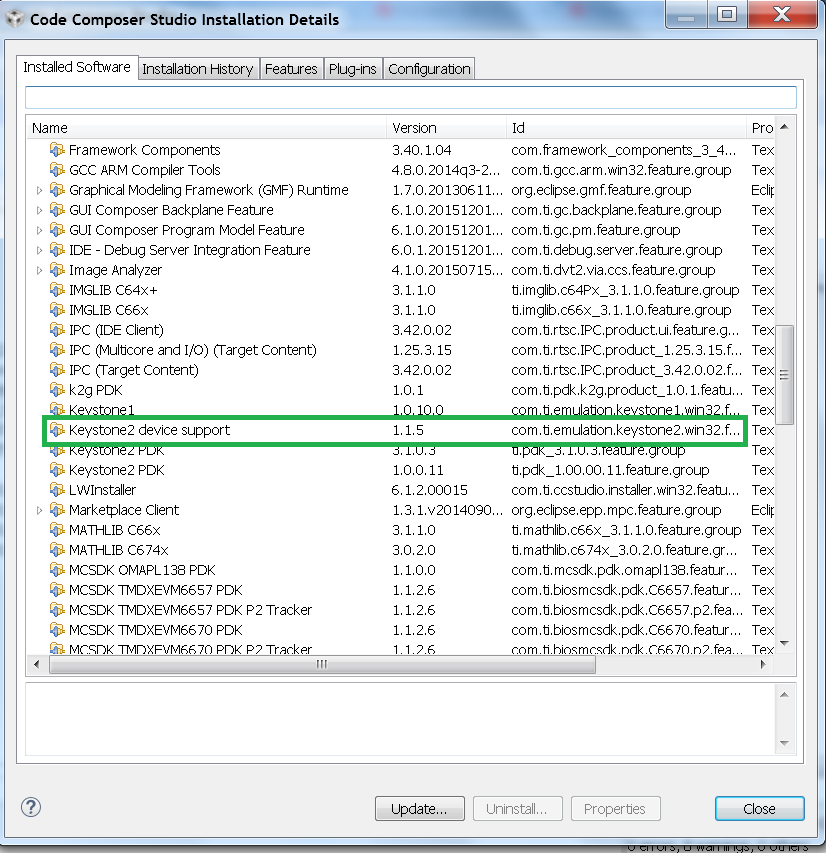 Code Composer Studio Installation Details
Installed Software Installation History Features Plug-ins Configuration
Name Version Id Pro
Framework Components 3.40.1.04 com.framework_components_3_4... Tex
GCC ARM Compiler Tools 4.8.0.2014q3-2... com.ti.gcc.arm.win32.feature.group Tex
Graphical Modeling Framework (GMF) Runtime 1.7.0.20130611... org.eclipse.gmf.feature.group Eclip
GUI Composer Backplane Feature 6.1.0.20151201... com.ti.gc.backplane.feature.group Tex
GUI Composer Program Model Feature 6.1.0.20151201... com.ti.gc.pm.feature.group Tex
IDE - Debug Server Integration Feature 6.0.1.20151201... com.ti.debug.server.feature.group Tex
Image Analyzer 4.1.0.20150715... com.ti.dvt2.via.ccs.feature.group Tex
IMGLIB C64x+ 3.1.1.0 ti.imglib.c64Px_3.1.1.0.feature.group Tex
IMGLIB C66x 3.1.1.0 ti.imglib.c66x_3.1.1.0.feature.group Tex
IPC (IDE Client) 3.42.0.02 com.ti.rtsc.IPC.product.ui.feature.g... Tex
IPC (Multicore and I/O) (Target Content) 1.25.3.15 com.ti.rtsc.IPC.product_1.25.3.15.f... Tex
IPC (Target Content) 3.42.0.02 com.ti.rtsc.IPC.product_3.42.0.02.f... Tex
k2g PDK 1.0.1 com.ti.pdk.k2g.product_1.0.1.featu... Tex
Keystone1 1.0.10.0 com.ti.emulation.keystone1.win32.f... Tex
Keystone2 device support 1.1.5 com.ti.emulation.keystone2.win32.f... Tex
Keystone2 PDK 3.1.0.3 ti.pdk_3.1.0.3.feature.group Tex
Keystone2 PDK 1.0.0.11 com.ti.pdk_1.00.00.11.feature.group Tex
LWInstaller 6.1.2.00015 com.ti.ccstudio.installer.win32.featu... Tex
Marketplace Client 1.3.1.v2014090... org.eclipse.epp.mpc.feature.group Eclip
MATHLIB C66x 3.1.1.0 ti.mathlib.c66x_3.1.1.0.feature.group Tex
MATHLIB C674x 3.0.2.0 ti.mathlib.c674x_3.0.2.0.feature.gr... Tex
MCSDK OMAPL138 PDK 1.1.0.0 com.ti.mcsdk.pdk.omapl138.featur... Tex
MCSDK TMDXEVM6657 PDK 1.1.2.6 com.ti.biosmcsdk.pdk.C6657.featur... Tex
MCSDK TMDXEVM6657 PDK P2 Tracker 1.1.2.6 com.ti.biosmcsdk.pdk.C6657.p2.fea... Tex
MCSDK TMDXEVM6670 PDK 1.1.2.6 com.ti.biosmcsdk.pdk.C6670.featur... Tex
MCSDK TMDXEVM6670 PDK P2 Tracker 1.1.2.6 com.ti.biosmcsdk.pdk.C6670.p2.fea... Tex
? Update... Uninstall... Properties Close
0 errors, 8 warnings, 0 others